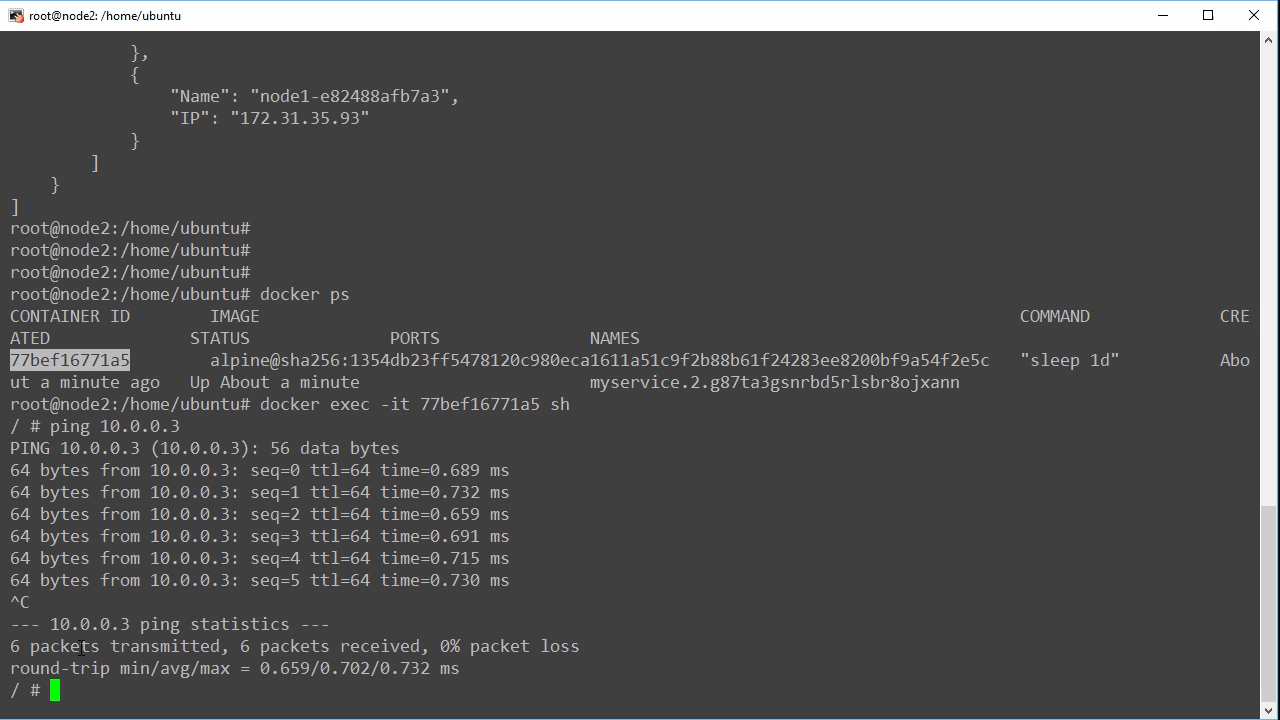 root@node2: /home/ubuntu
            },
            {
                "Name": "node1-e82488afb7a3",
                "IP": "172.31.35.93"
            }
        ]
    }
]
root@node2:/home/ubuntu#
root@node2:/home/ubuntu#
root@node2:/home/ubuntu#
root@node2:/home/ubuntu# docker ps
CONTAINER ID        IMAGE                                                                            COMMAND             CRE
ATED              STATUS              PORTS               NAMES
77bef16771a5        alpine@sha256:1354db23ff5478120c980eca1611a51c9f2b88b61f24283ee8200bf9a54f2e5c   "sleep 1d"          Abo
ut a minute ago   Up About a minute                       myservice.2.g87ta3gsnrbd5rlsbr8ojxann
root@node2:/home/ubuntu# docker exec -it 77bef16771a5 sh
/ # ping 10.0.0.3
PING 10.0.0.3 (10.0.0.3): 56 data bytes
64 bytes from 10.0.0.3: seq=0 ttl=64 time=0.689 ms
64 bytes from 10.0.0.3: seq=1 ttl=64 time=0.732 ms
64 bytes from 10.0.0.3: seq=2 ttl=64 time=0.659 ms
64 bytes from 10.0.0.3: seq=3 ttl=64 time=0.691 ms
64 bytes from 10.0.0.3: seq=4 ttl=64 time=0.715 ms
64 bytes from 10.0.0.3: seq=5 ttl=64 time=0.730 ms
^C
--- 10.0.0.3 ping statistics ---
6 packets transmitted, 6 packets received, 0% packet loss
round-trip min/avg/max = 0.659/0.702/0.732 ms
/ #